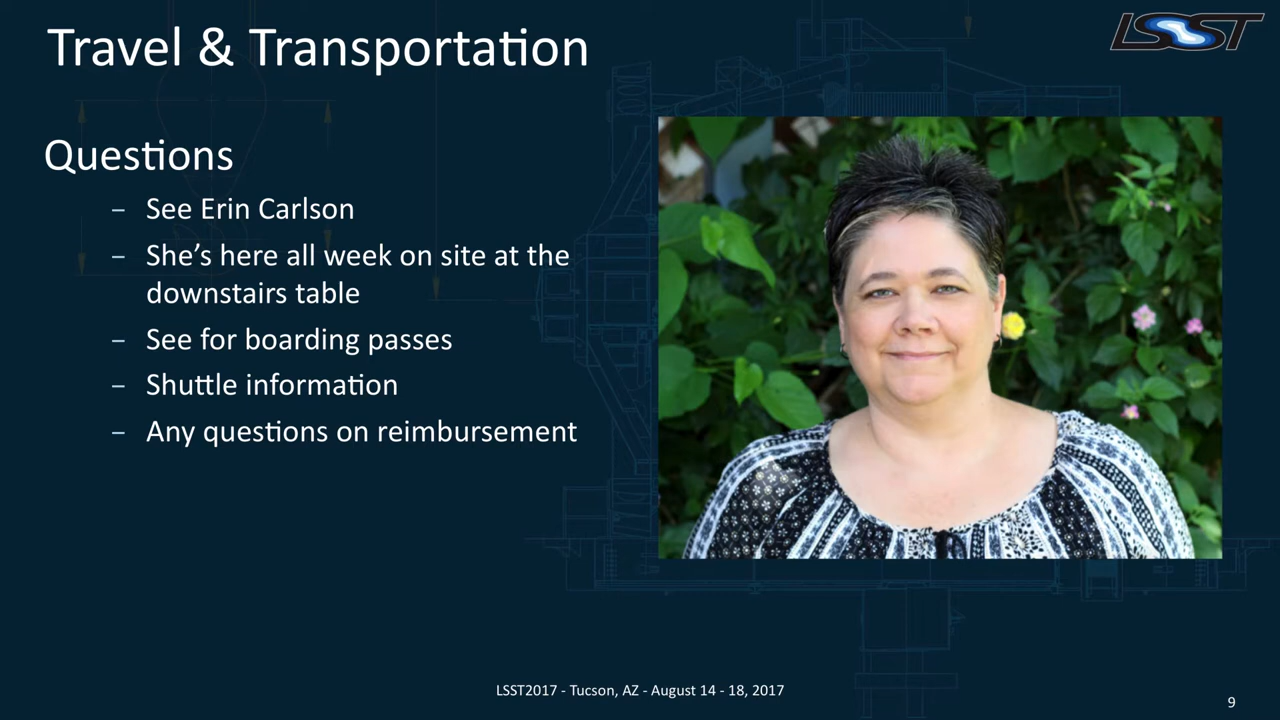 Travel & Transportation
LSST
Questions
– See Erin Carlson
– She’s here all week on site at the
downstairs table
– See for boarding passes
– Shuttle information
– Any questions on reimbursement
LSST2017 - Tucson, AZ - August 14 - 18, 2017
9